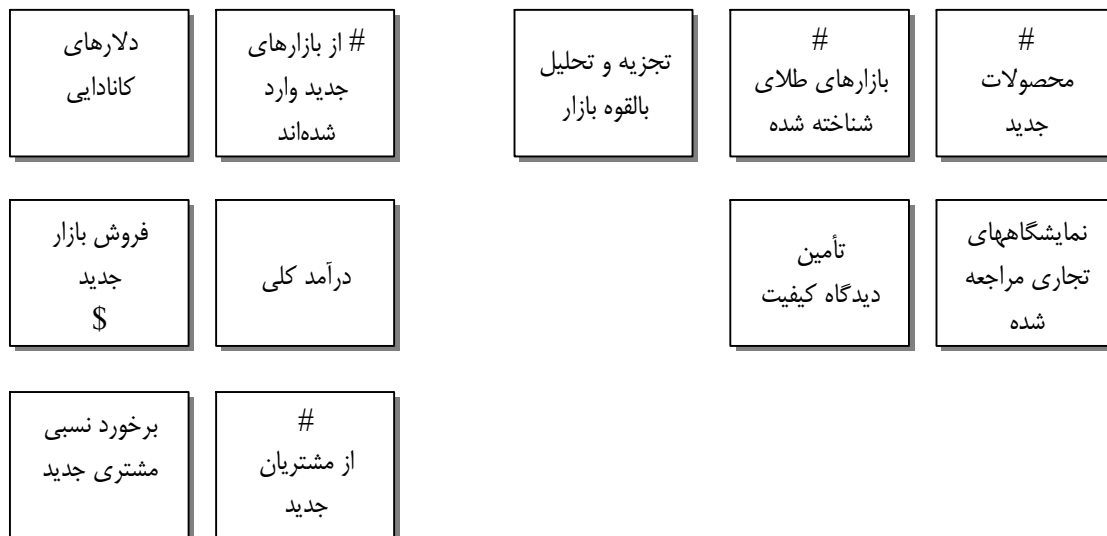 #
محصولات
جدید
#
بازارهای طلای
شناخته شده
تجزیه و تحلیل
بالقوه بازار
# از بازارهای
جدید وارد
شده‌اند
دلارهای
کانادایی
نمایشگاههای
تجاری مراجعه
شده
تأمین
دیدگاه کیفیت
درآمد کلی
فروش بازار
جدید
$
#
از مشتریان
جدید
برخورد نسبی
مشتری جدید